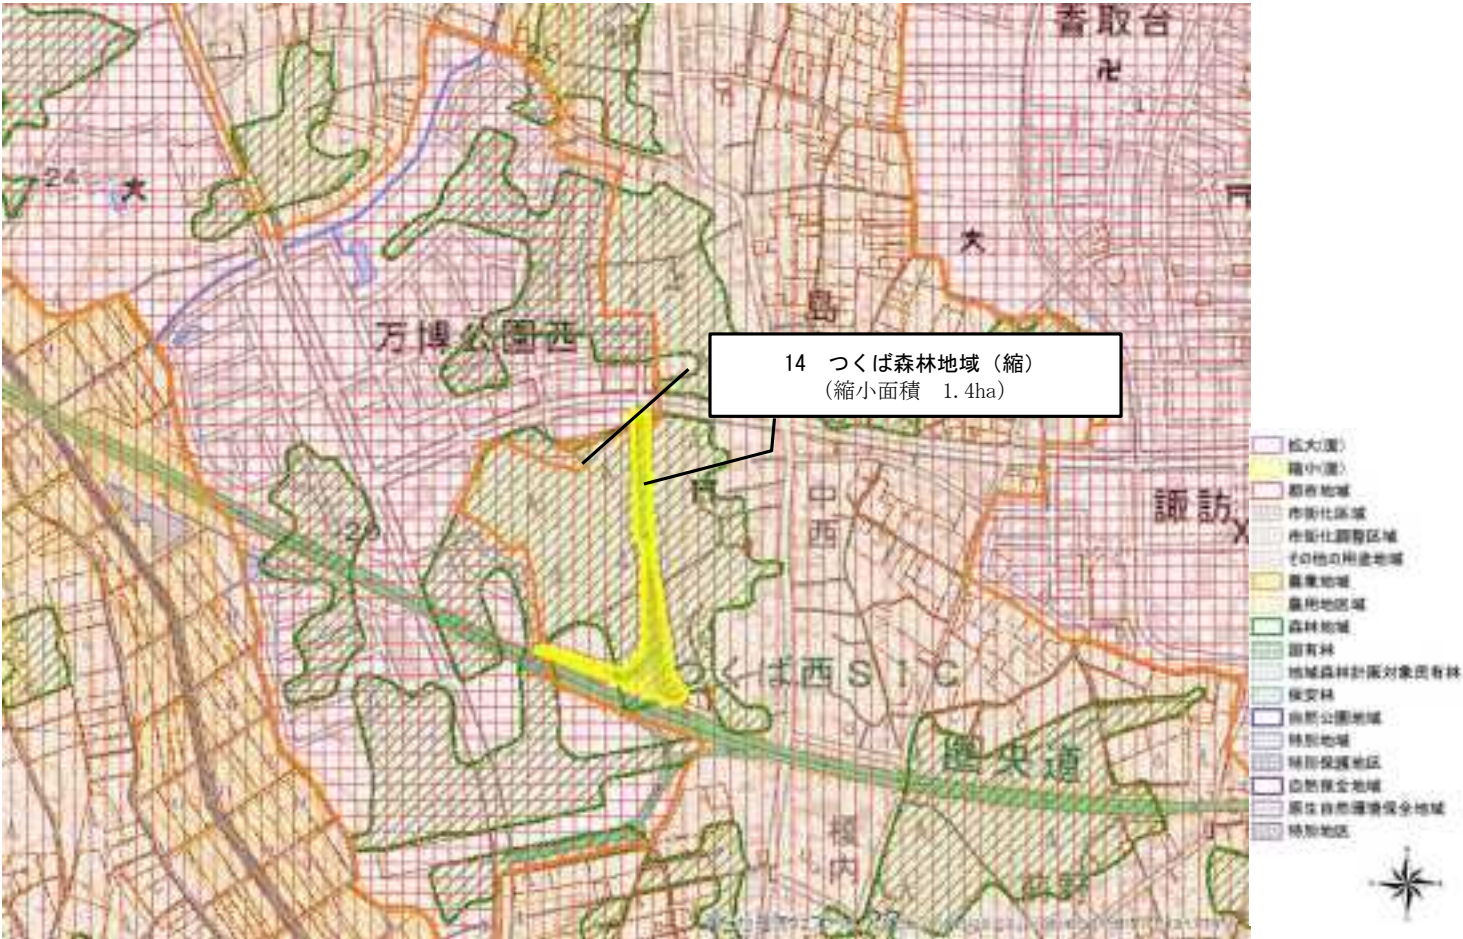 香取台
卍
24
大
大
島
万博公園西
14 つくば森林地域（縮）
（縮小面積 1.4ha）
諏訪
中
西
つくば西SIC
圏央道
榎
内
拡大(面)
縮小(面)
都市地域
市街化区域
市街化調整区域
その他の用途地域
農業地域
農用地区域
森林地域
国有林
地域森林計画対象民有林
保安林
自然公園地域
特別地域
特別保護地区
自然保全地域
原生自然環境保全地域
特別地区